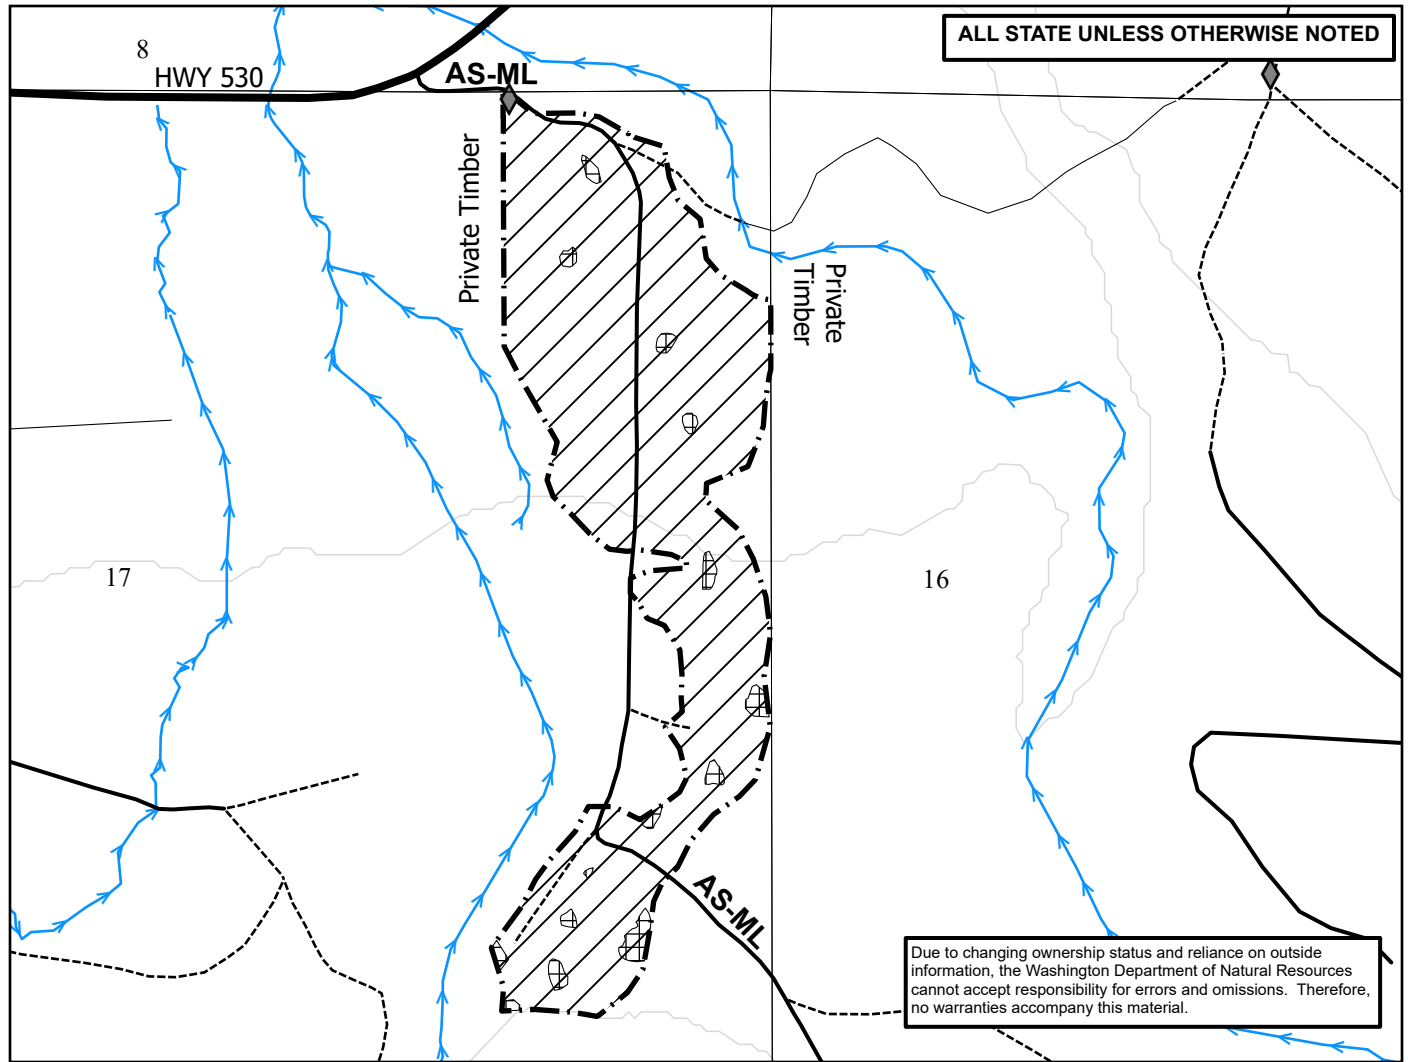 ALL STATE UNLESS OTHERWISE NOTED
8
HWY 530
AS-ML
Private Timber
Private
Timber
17
16
AS-ML
Due to changing ownership status and reliance on outside
information, the Washington Department of Natural Resources
cannot accept responsibility for errors and omissions. Therefore,
no warranties accompany this material.